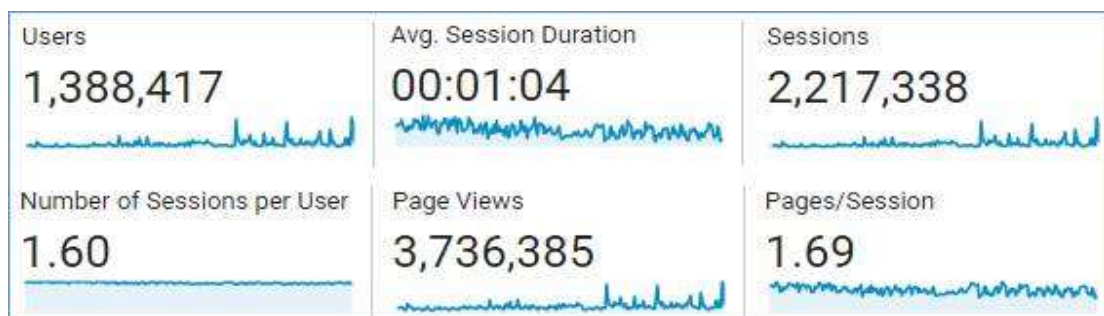 Users
1,388,417
Avg. Session Duration
00:01:04
Sessions
2,217,338
Number of Sessions per User
1.60
Page Views
3,736,385
Pages/Session
1.69